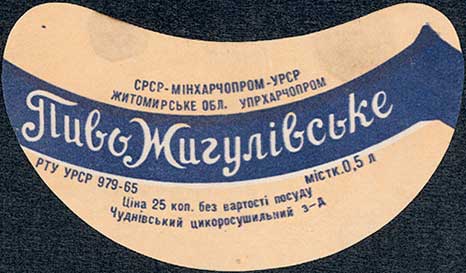 СРСР-МІНХАРЧОПРОМ-УРСР
ЖИТОМИРСЬКЕ ОБЛ. УПРХАРЧОПРОМ
Пиво Жигулівське
РТУ УРСР 979-65 МІСТК. 0,5 л
Ціна 25 коп. без вартості посуду
Чуднівський цикоросушильний з-д